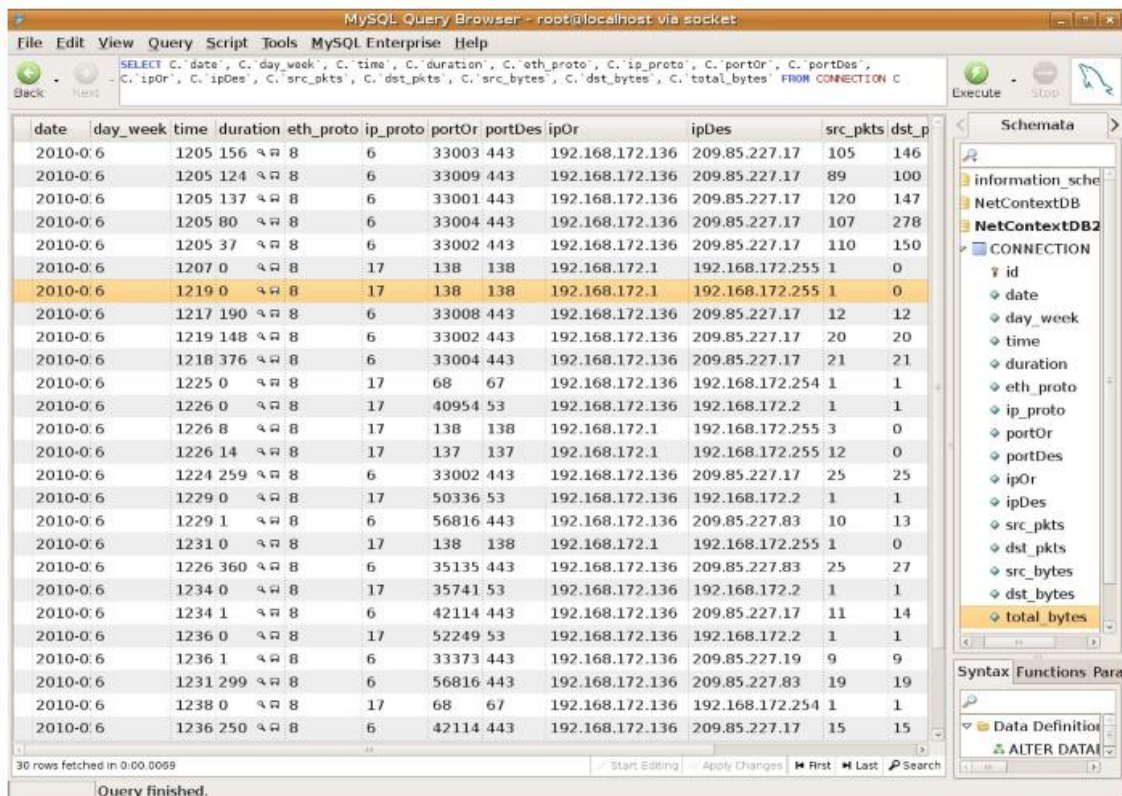 MySQL Query Browser - root@localhost via socket
File Edit View Query Script Tools MySQL Enterprise Help
SELECT C.`date`, C.`day_week`, C.`time`, C.`duration`, C.`eth_proto`, C.`ip_proto`, C.`portOr`, C.`portDes`,
C.`ipOr`, C.`ipDes`, C.`src_pkts`, C.`dst_pkts`, C.`src_bytes`, C.`dst_bytes`, C.`total_bytes` FROM CONNECTION C
Back Next Execute Stop
date day_week time duration eth_proto ip_proto portOr portDes ipOr ipDes src_pkts dst_p
2010-0 6 1205 156 8 6 33003 443 192.168.172.136 209.85.227.17 105 146
2010-0 6 1205 124 8 6 33009 443 192.168.172.136 209.85.227.17 89 100
2010-0 6 1205 137 8 6 33001 443 192.168.172.136 209.85.227.17 120 147
2010-0 6 1205 80 8 6 33004 443 192.168.172.136 209.85.227.17 107 278
2010-0 6 1205 37 8 6 33002 443 192.168.172.136 209.85.227.17 110 150
2010-0 6 1207 0 8 17 138 138 192.168.172.1 192.168.172.255 1 0
2010-0 6 1219 0 8 17 138 138 192.168.172.1 192.168.172.255 1 0
2010-0 6 1217 190 8 6 33008 443 192.168.172.136 209.85.227.17 12 12
2010-0 6 1219 148 8 6 33002 443 192.168.172.136 209.85.227.17 20 20
2010-0 6 1218 376 8 6 33004 443 192.168.172.136 209.85.227.17 21 21
2010-0 6 1225 0 8 17 68 67 192.168.172.136 192.168.172.254 1 1
2010-0 6 1226 0 8 17 40954 53 192.168.172.136 192.168.172.2 1 1
2010-0 6 1226 8 8 17 138 138 192.168.172.1 192.168.172.255 3 0
2010-0 6 1226 14 8 17 137 137 192.168.172.1 192.168.172.255 12 0
2010-0 6 1224 259 8 6 33002 443 192.168.172.136 209.85.227.17 25 25
2010-0 6 1229 0 8 17 50336 53 192.168.172.136 192.168.172.2 1 1
2010-0 6 1229 1 8 6 56816 443 192.168.172.136 209.85.227.83 10 13
2010-0 6 1231 0 8 17 138 138 192.168.172.1 192.168.172.255 1 0
2010-0 6 1226 360 8 6 35135 443 192.168.172.136 209.85.227.83 25 27
2010-0 6 1234 0 8 17 35741 53 192.168.172.136 192.168.172.2 1 1
2010-0 6 1234 1 8 6 42114 443 192.168.172.136 209.85.227.17 11 14
2010-0 6 1236 0 8 17 52249 53 192.168.172.136 192.168.172.2 1 1
2010-0 6 1236 1 8 6 33373 443 192.168.172.136 209.85.227.19 9 9
2010-0 6 1231 299 8 6 56816 443 192.168.172.136 209.85.227.83 19 19
2010-0 6 1238 0 8 17 68 67 192.168.172.136 192.168.172.254 1 1
2010-0 6 1236 250 8 6 42114 443 192.168.172.136 209.85.227.17 15 15
30 rows fetched in 0:00.0069 Start Editing Apply Changes First Last Search
Query finished.
Schemata
information_sche
NetContextDB
NetContextDB2
CONNECTION
id
date
day_week
time
duration
eth_proto
ip_proto
portOr
portDes
ipOr
ipDes
src_pkts
dst_pkts
src_bytes
dst_bytes
total_bytes
Syntax Functions Para
Data Definition
ALTER DATAB